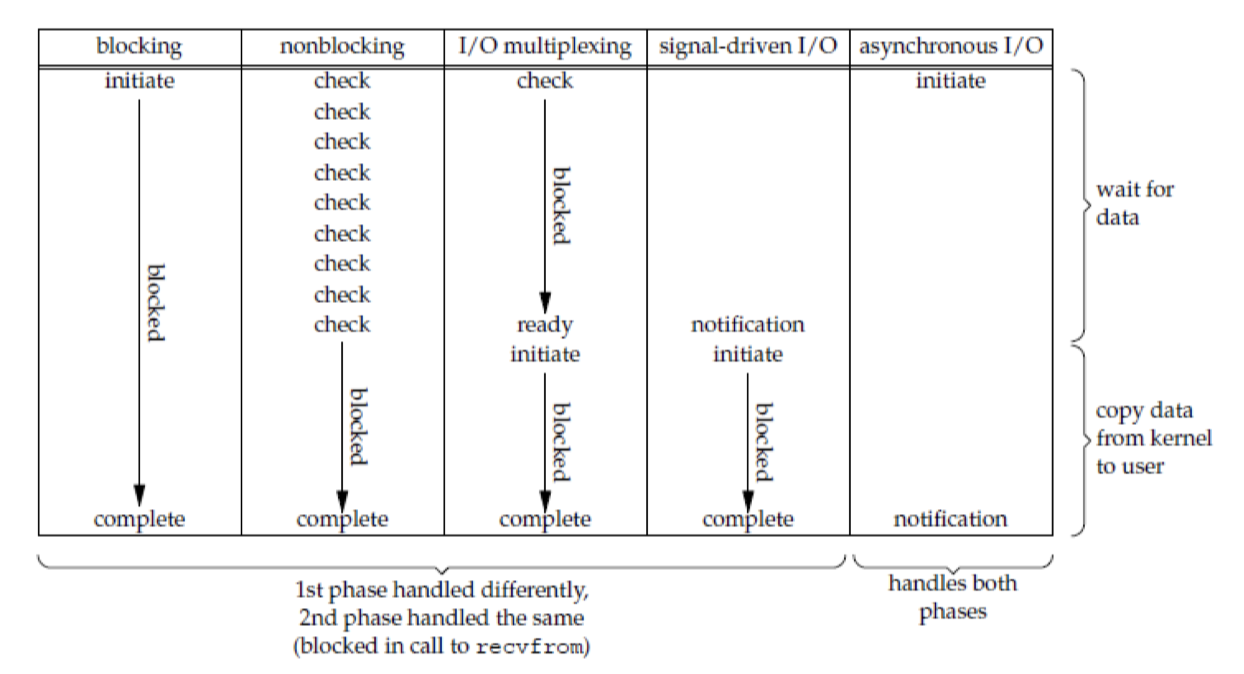 blocking nonblocking I/O multiplexing signal-driven I/O asynchronous I/O
initiate check check initiate
check
check
check
check
check
check
check
check ready notification
initiate initiate
blocked
blocked
blocked
blocked
blocked
complete complete complete complete notification
wait for
data
copy data
from kernel
to user
1st phase handled differently,
2nd phase handled the same
(blocked in call to recvfrom)
handles both
phases